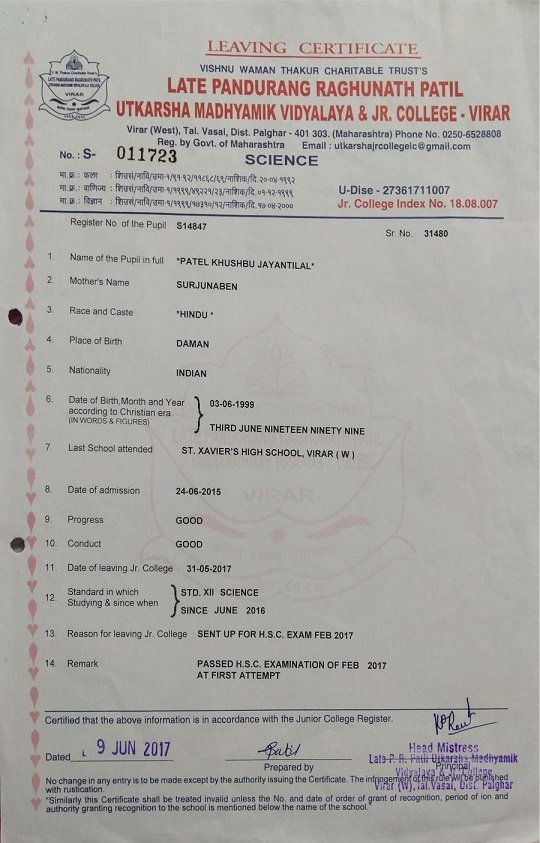 LEAVING CERTIFICATE
V. W. Thakur Charitable Trust's
VIRAR
VISHNU WAMAN THAKUR CHARITABLE TRUST'S
LATE PANDURANG RAGHUNATH PATIL
UTKARSHA MADHYAMIK VIDYALAYA & JR. COLLEGE - VIRAR
Virar (West), Tal. Vasai, Dist. Palghar - 401 303. (Maharashtra) Phone No. 0250-6528808
Reg. by Govt. of Maharashtra Email : utkarshajrcollegelc@gmail.com
No. : S- 011723
SCIENCE
मा.क्र.: कला : शिउसं/नावि/उमा-१/९१-९२/११८६८/६९/नाशिक/दि.२०-०४-१९९२
मा.क्र.: वाणिज्य : शिउसं/नावि/उमा-१/१९९९/४९२२१/२३/नाशिक/दि.०१-१२-१९९९
मा.क्र.: विज्ञान : शिउसं/नावि/उमा-१/१९९९/५७३१०/१२/नाशिक/दि.१७-०४-२०००
U-Dise - 27361711007
Jr. College Index No. 18.08.007
Register No. of the Pupil S14847
Sr. No. 31480
1. Name of the Pupil in full *PATEL KHUSHBU JAYANTILAL*
2. Mother's Name SURJUNABEN
3. Race and Caste *HINDU *
4. Place of Birth DAMAN
5. Nationality INDIAN
6. Date of Birth,Month and Year 03-06-1999
according to Christian era.
(IN WORDS & FIGURES) THIRD JUNE NINETEEN NINETY NINE
7. Last School attended ST. XAVIER'S HIGH SCHOOL, VIRAR ( W )
VIRAR
8. Date of admission 24-06-2015
9. Progress GOOD
10. Conduct GOOD
11. Date of leaving Jr. College 31-05-2017
12. Standard in which STD. XII SCIENCE
Studying & since when SINCE JUNE 2016
13. Reason for leaving Jr. College SENT UP FOR H.S.C. EXAM FEB 2017
14. Remark PASSED H.S.C. EXAMINATION OF FEB 2017
AT FIRST ATTEMPT
Certified that the above information is in accordance with the Junior College Register.
Dated 9 JUN 2017
Prepared by
Head Mistress
Late P. R. Patil Utkarsha Medhyamik
Principal
Vidyalaya & Jr. College
Virar (W), Tal. Vasai, Dist. Palghar
No change in any entry is to be made except by the authority issuing the Certificate. The infringement of this rule will be punished
with rustication.
"Similarly this Certificate shall be treated invalid unless the No. and date of order of grant of recognition, period of ion and
authority granting recognition to the school is mentioned below the name of the school."